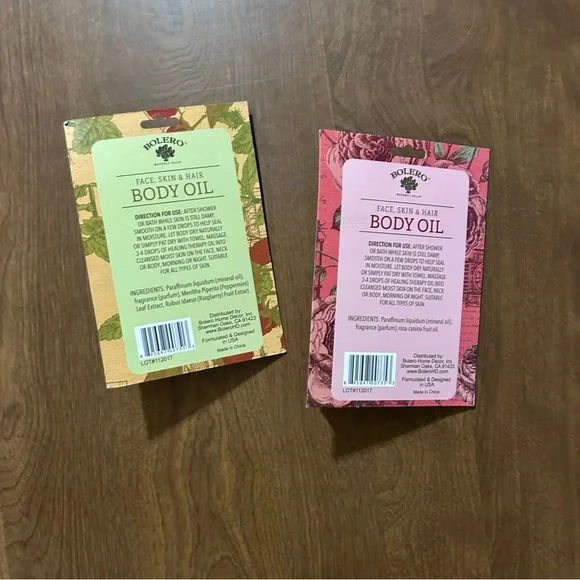 BOLERO
BEVERLY HILLS
FACE, SKIN & HAIR
BODY OIL
DIRECTION FOR USE: AFTER SHOWER
OR BATH WHILE SKIN IS STILL DAMP,
SMOOTH ON A FEW DROPS TO HELP SEAL
IN MOISTURE. LET BODY DRY NATURALLY
OR SIMPLY PAT DRY WITH TOWEL. MASSAGE
3-4 DROPS OF HEALING THERAPY OIL INTO
CLEANSED MOIST SKIN ON THE FACE, NECK
OR BODY, MORNING OR NIGHT. SUITABLE
FOR ALL TYPES OF SKIN.
INGREDIENTS: Paraffinum liquidum (mineral oil),
fragrance (parfum), Mentha Piperita (Peppermint)
Leaf Extract, Rubus Idaeus (Raspberry) Fruit Extract.
Distributed by:
Bolero Home Décor, Inc.
Sherman Oaks, CA 91423
www.BoleroHD.com
Formulated & Designed
in USA
Made in China
LOT#112017
BOLERO
BEVERLY HILLS
FACE, SKIN & HAIR
BODY OIL
DIRECTION FOR USE: AFTER SHOWER
OR BATH WHILE SKIN IS STILL DAMP,
SMOOTH ON A FEW DROPS TO HELP SEAL
IN MOISTURE. LET BODY DRY NATURALLY
OR SIMPLY PAT DRY WITH TOWEL. MASSAGE
3-4 DROPS OF HEALING THERAPY OIL INTO
CLEANSED MOIST SKIN ON THE FACE, NECK
OR BODY, MORNING OR NIGHT. SUITABLE
FOR ALL TYPES OF SKIN.
INGREDIENTS: Paraffinum liquidum (mineral oil),
fragrance (parfum), rosa canina fruit oil.
Distributed by:
Bolero Home Décor, Inc.
Sherman Oaks, CA 91423
www.BoleroHD.com
Formulated & Designed
in USA
Made in China
LOT#112017